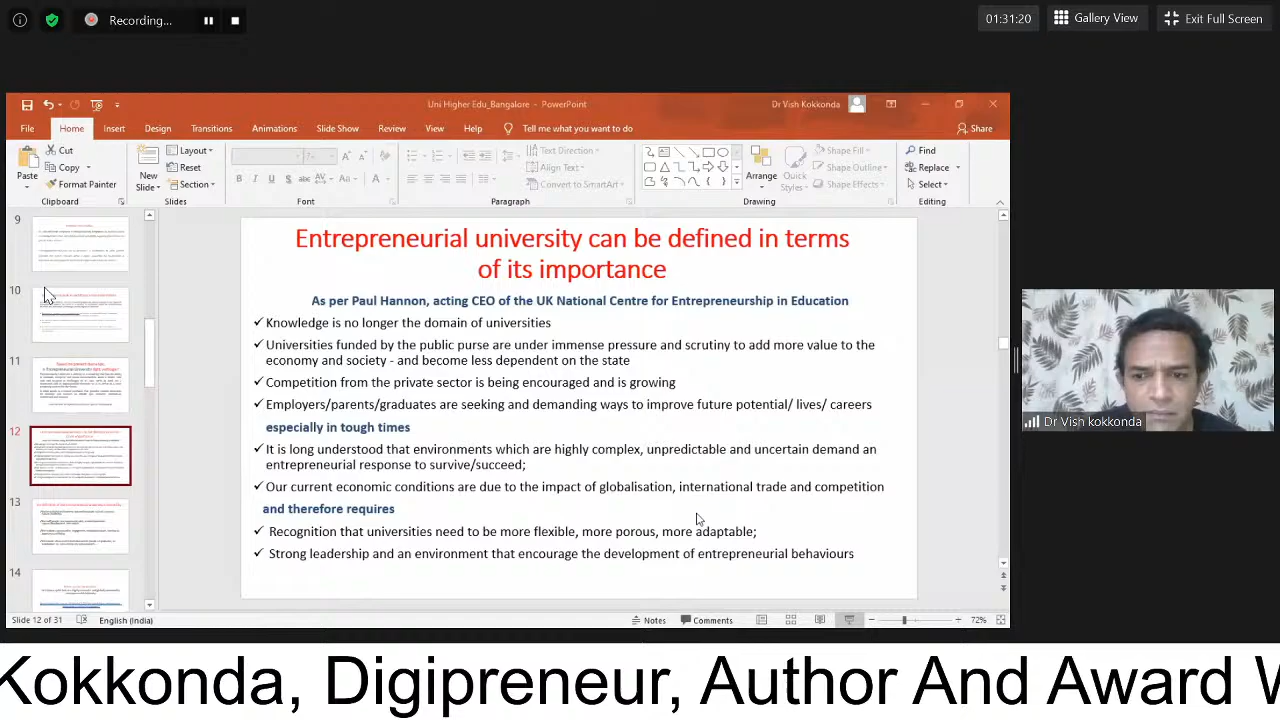 Recording...
01:31:20
Gallery View
Exit Full Screen
Uni Higher Edu_Bangalore - PowerPoint
Dr Vish Kokkonda
File Home Insert Design Transitions Animations Slide Show Review View Help Tell me what you want to do
Share
Paste
Cut
Copy
Format Painter
Clipboard
New
Slide
Layout
Reset
Section
Slides
Font
Text Direction
Align Text
Convert to SmartArt
Paragraph
Arrange
Quick
Styles
Shape Fill
Shape Outline
Shape Effects
Drawing
Find
Replace
Select
Editing
9
10
11
12
13
14
Entrepreneurial university can be defined in terms
of its importance
As per Paul Hannon, acting CEO of the UK National Centre for Entrepreneurship in Education
✓ Knowledge is no longer the domain of universities
✓ Universities funded by the public purse are under immense pressure and scrutiny to add more value to the
economy and society - and become less dependent on the state
✓ Competition from the private sector is being encouraged and is growing
✓ Employers/parents/graduates are seeking and demanding ways to improve future potential/ lives/ careers
especially in tough times
✓ It is long understood that environments which are highly complex, unpredictable and uncertain demand an
entrepreneurial response to survive/succeed;
✓ Our current economic conditions are due to the impact of globalisation, international trade and competition
and therefore requires
✓ Recognition that universities need to be more flexible, more porous, more adaptable,
✓ Strong leadership and an environment that encourage the development of entrepreneurial behaviours
Dr Vish kokkonda
Slide 12 of 31
English (India)
Notes
Comments
72%
Kokkonda, Digipreneur, Author And Award W